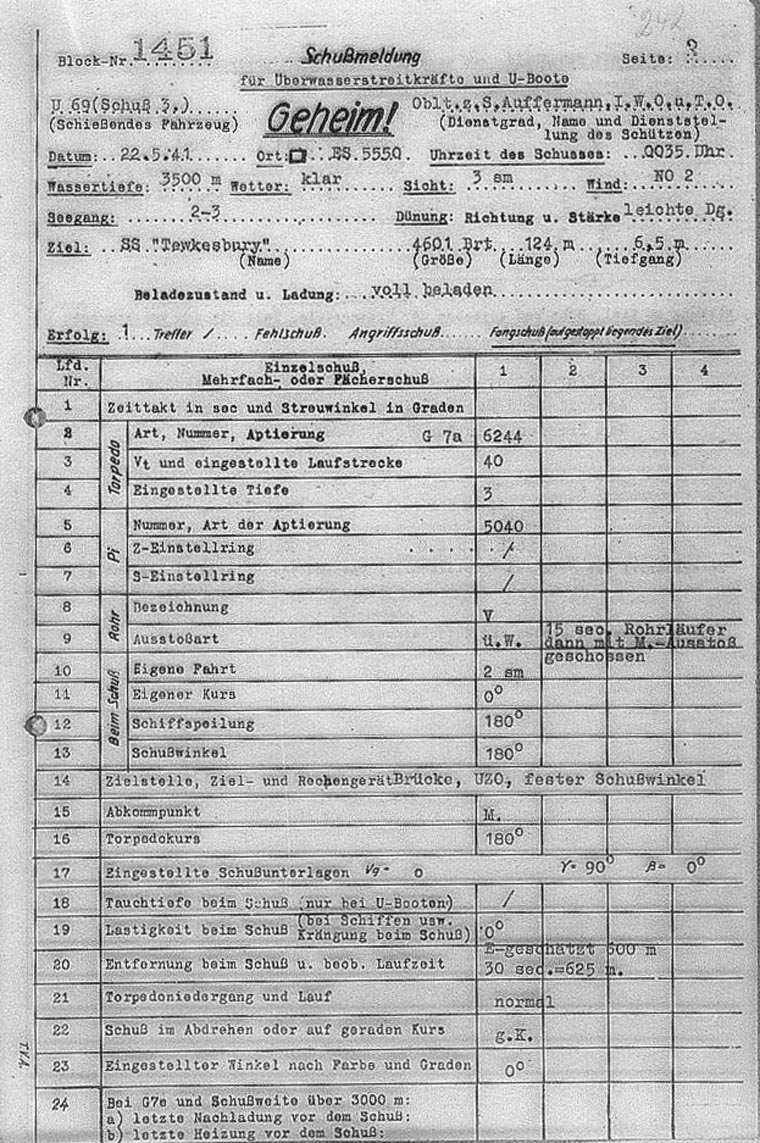 242
Block-Nr. 1451 Schußmeldung Seite:
für Überwasserstreitkräfte und U-Boote
U 69(Schuß 3.) Geheim! Oblt.z.S.Auffermann,I.W.O.u.T.O.
(Schießendes Fahrzeug) (Dienstgrad, Name und Dienststel-
lung des Schützen)
Datum: 22.5.41 Ort: ES.5550. Uhrzeit des Schusses: 0035.Uhr.
Wassertiefe: 3500 m Wetter: klar Sicht: 3 sm Wind: NO 2
Seegang: 2-3 Dünung: Richtung u. Stärke leichte Dg.
Ziel: SS "Tewkesbury" 4601 Brt 124 m 6,5 m
(Name) (Größe) (Länge) (Tiefgang)
Beladezustand u. Ladung: voll beladen
Erfolg: 1 Treffer / Fehlschuß. Angriffsschuß. Fangschuß (auf gestoppt liegendes Ziel)
Lfd. Nr. Einzelschuß, Mehrfach- oder Fächerschuß 1 2 3 4
1 Zeittakt in sec und Streuwinkel in Graden
Torpedo
2 Art, Nummer, Aptierung G 7a 6244
3 Vt und eingestellte Laufstrecke 40
4 Eingestellte Tiefe 3
Pi
5 Nummer, Art der Aptierung 5040
6 Z-Einstellring . . . . . /
7 S-Einstellring /
Rohr
8 Bezeichnung V
9 Ausstoßart ü.W. 15 sec. Rohrläufer
dann mit M.-Ausstoß
geschossen
Beim Schuß
10 Eigene Fahrt 2 sm
11 Eigener Kurs 0°
12 Schiffspeilung 180°
13 Schußwinkel 180°
14 Zielstelle, Ziel- und Rechengerät Brücke, UZO, fester Schußwinkel
15 Abkommpunkt M.
16 Torpedokurs 180°
17 Eingestellte Schußunterlagen Vg= 0 γ= 90° β= 0°
18 Tauchtiefe beim Schuß (nur bei U-Booten) /
19 Lastigkeit beim Schuß (bei Schiffen usw. Krängung beim Schuß) 0°
20 Entfernung beim Schuß u. beob. Laufzeit E-geschätzt 600 m
30 sec.=625 m.
21 Torpedoniedergang und Lauf normal
22 Schuß im Abdrehen oder auf geraden Kurs g.K.
23 Eingestellter Winkel nach Farbe und Graden 0°
24 Bei G7e und Schußweite über 3000 m:
a) letzte Nachladung vor dem Schuß:
b) letzte Heizung vor dem Schuß:
TVA.